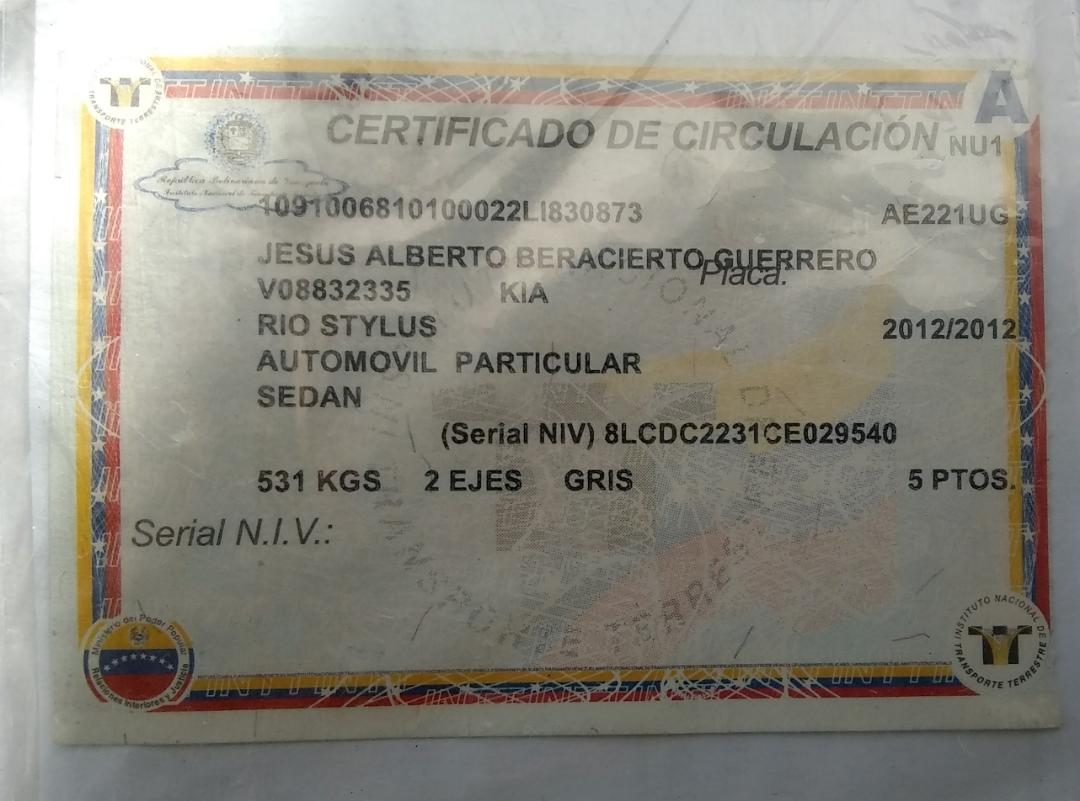 INSTITUTO NACIONAL DE TRANSPORTE TERRESTRE
A
CERTIFICADO DE CIRCULACIÓN NU1
República Bolivariana de Venezuela
1091006810100022LI830873 AE221UG
JESUS ALBERTO BERACIERTO GUERRERO
Placa:
V08832335 KIA
RIO STYLUS 2012/2012
AUTOMOVIL PARTICULAR
SEDAN
(Serial NIV) 8LCDC2231CE029540
531 KGS 2 EJES GRIS 5 PTOS.
Serial N.I.V.:
Ministerio del Poder Popular
Relaciones Interiores y Justicia
INSTITUTO NACIONAL DE TRANSPORTE TERRESTRE